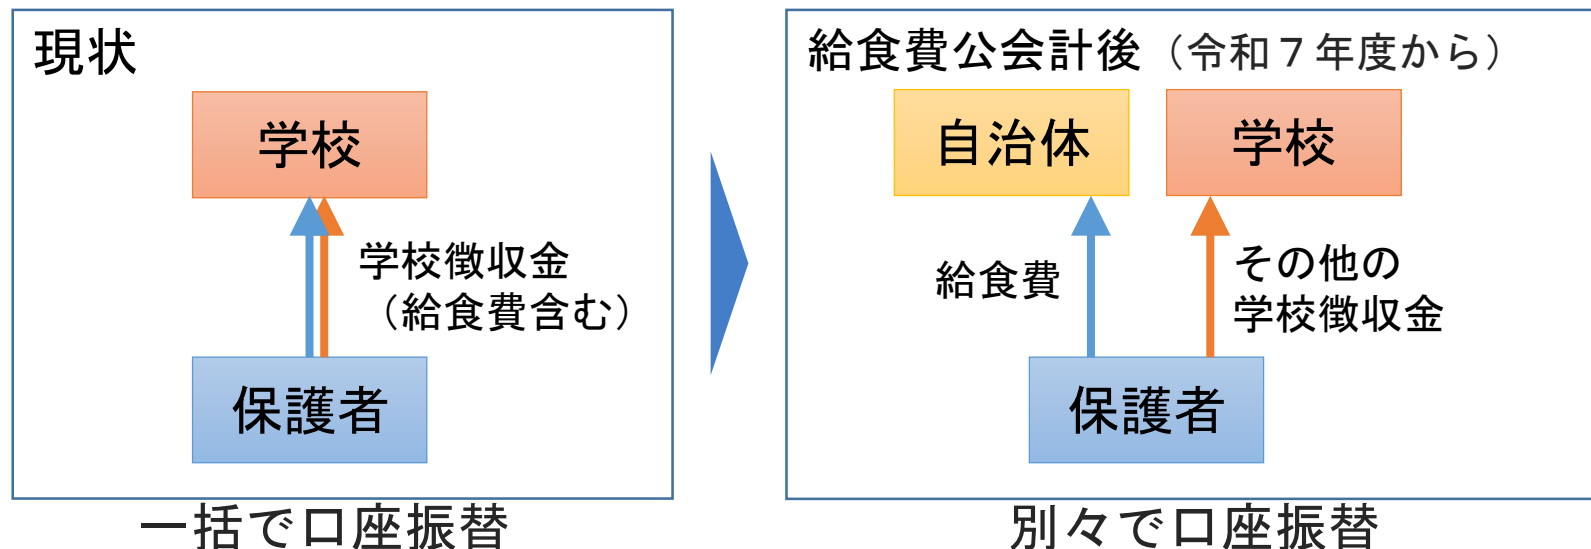 現状
学校
学校徴収金
（給食費含む）
保護者
一括で口座振替
給食費公会計後（令和７年度から）
自治体
学校
給食費
その他の
学校徴収金
保護者
別々で口座振替